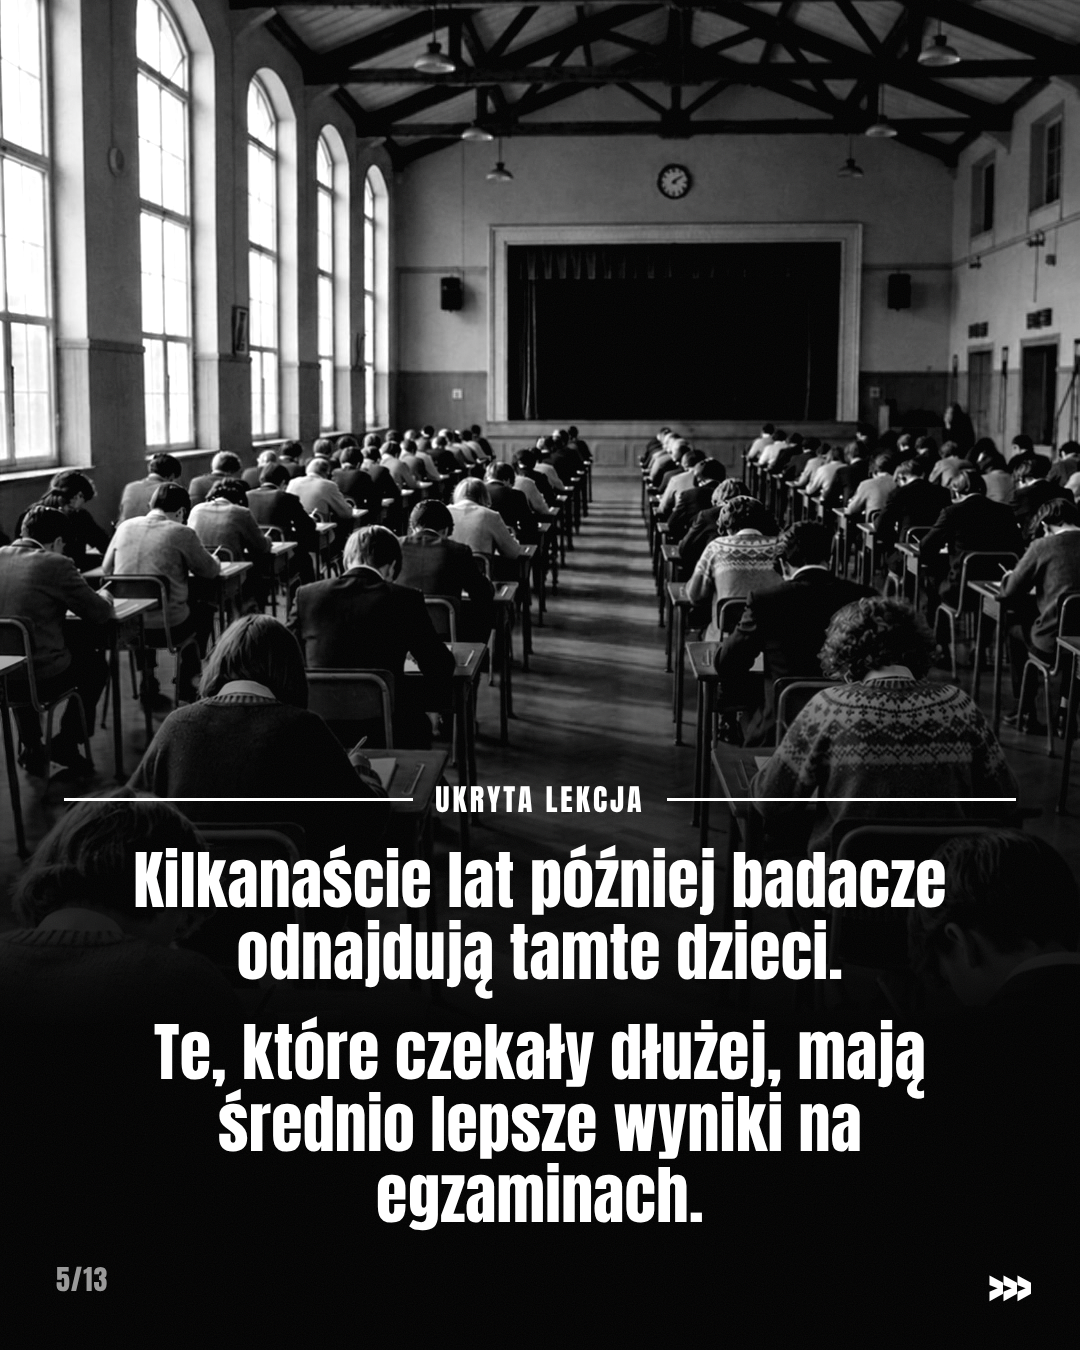 UKRYTA LEKCJA
Kilkanaście lat później badacze
odnajdują tamte dzieci.
Te, które czekały dłużej, mają
średnio lepsze wyniki na
egzaminach.
5/13
>>>